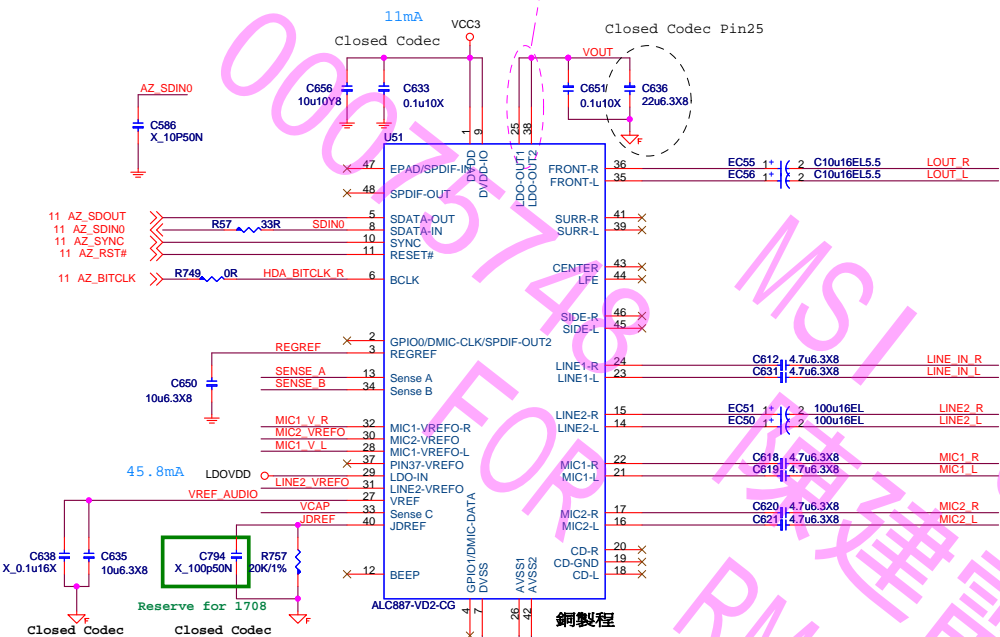 11mA
VCC3
Closed Codec
Closed Codec Pin25
VOUT
AZ_SDIN0
C586
X_10P50N
C656
10u10Y8
C633
0.1u10X
C651/
0.1u10X
C636
22u6.3X8
F
U51
1
9
25
38
DVDD
DVDD-IO
LDO-OUT1
LDO-OUT2
47 EPAD/SPDIF-IN
48 SPDIF-OUT
11 AZ_SDOUT 5 SDATA-OUT
11 AZ_SDIN0 R57 33R SDIN0 8 SDATA-IN
11 AZ_SYNC 10 SYNC
11 AZ_RST# 11 RESET#
11 AZ_BITCLK R749 0R HDA_BITCLK_R 6 BCLK
2 GPIO0/DMIC-CLK/SPDIF-OUT2
REGREF 3 REGREF
C650
10u6.3X8
SENSE_A 13 Sense A
SENSE_B 34 Sense B
MIC1_V_R 32 MIC1-VREFO-R
MIC2_VREFO 30 MIC2-VREFO
MIC1_V_L 28 MIC1-VREFO-L
37 PIN37-VREFO
45.8mA
LDOVDD 29 LDO-IN
LINE2_VREFO 31 LINE2-VREFO
VREF_AUDIO 27 VREF
VCAP 33 Sense C
JDREF 40 JDREF
C638
X_0.1u16X
C635
10u6.3X8
C794
X_100p50N
R757
20K/1%
12 BEEP
Reserve for 1708
F
F
Closed Codec
Closed Codec
ALC887-VD2-CG
GPIO1/DMIC-DATA
DVSS
AVSS1
AVSS2
4
7
26
42
銅製程
FRONT-R 36 EC55 1 + 2 C10u16EL5.5 LOUT_R
FRONT-L 35 EC56 1 + 2 C10u16EL5.5 LOUT_L
SURR-R 41
SURR-L 39
CENTER 43
LFE 44
SIDE-R 46
SIDE-L 45
LINE1-R 24 C612 4.7u6.3X8 LINE_IN_R
LINE1-L 23 C631 4.7u6.3X8 LINE_IN_L
LINE2-R 15 EC51 1 + 2 100u16EL LINE2_R
LINE2-L 14 EC50 1 + 2 100u16EL LINE2_L
MIC1-R 22 C618 4.7u6.3X8 MIC1_R
MIC1-L 21 C619 4.7u6.3X8 MIC1_L
MIC2-R 17 C620 4.7u6.3X8 MIC2_R
MIC2-L 16 C621 4.7u6.3X8 MIC2_L
CD-R 20
CD-GND 19
CD-L 18
00075748
FOR
MSI
陳建